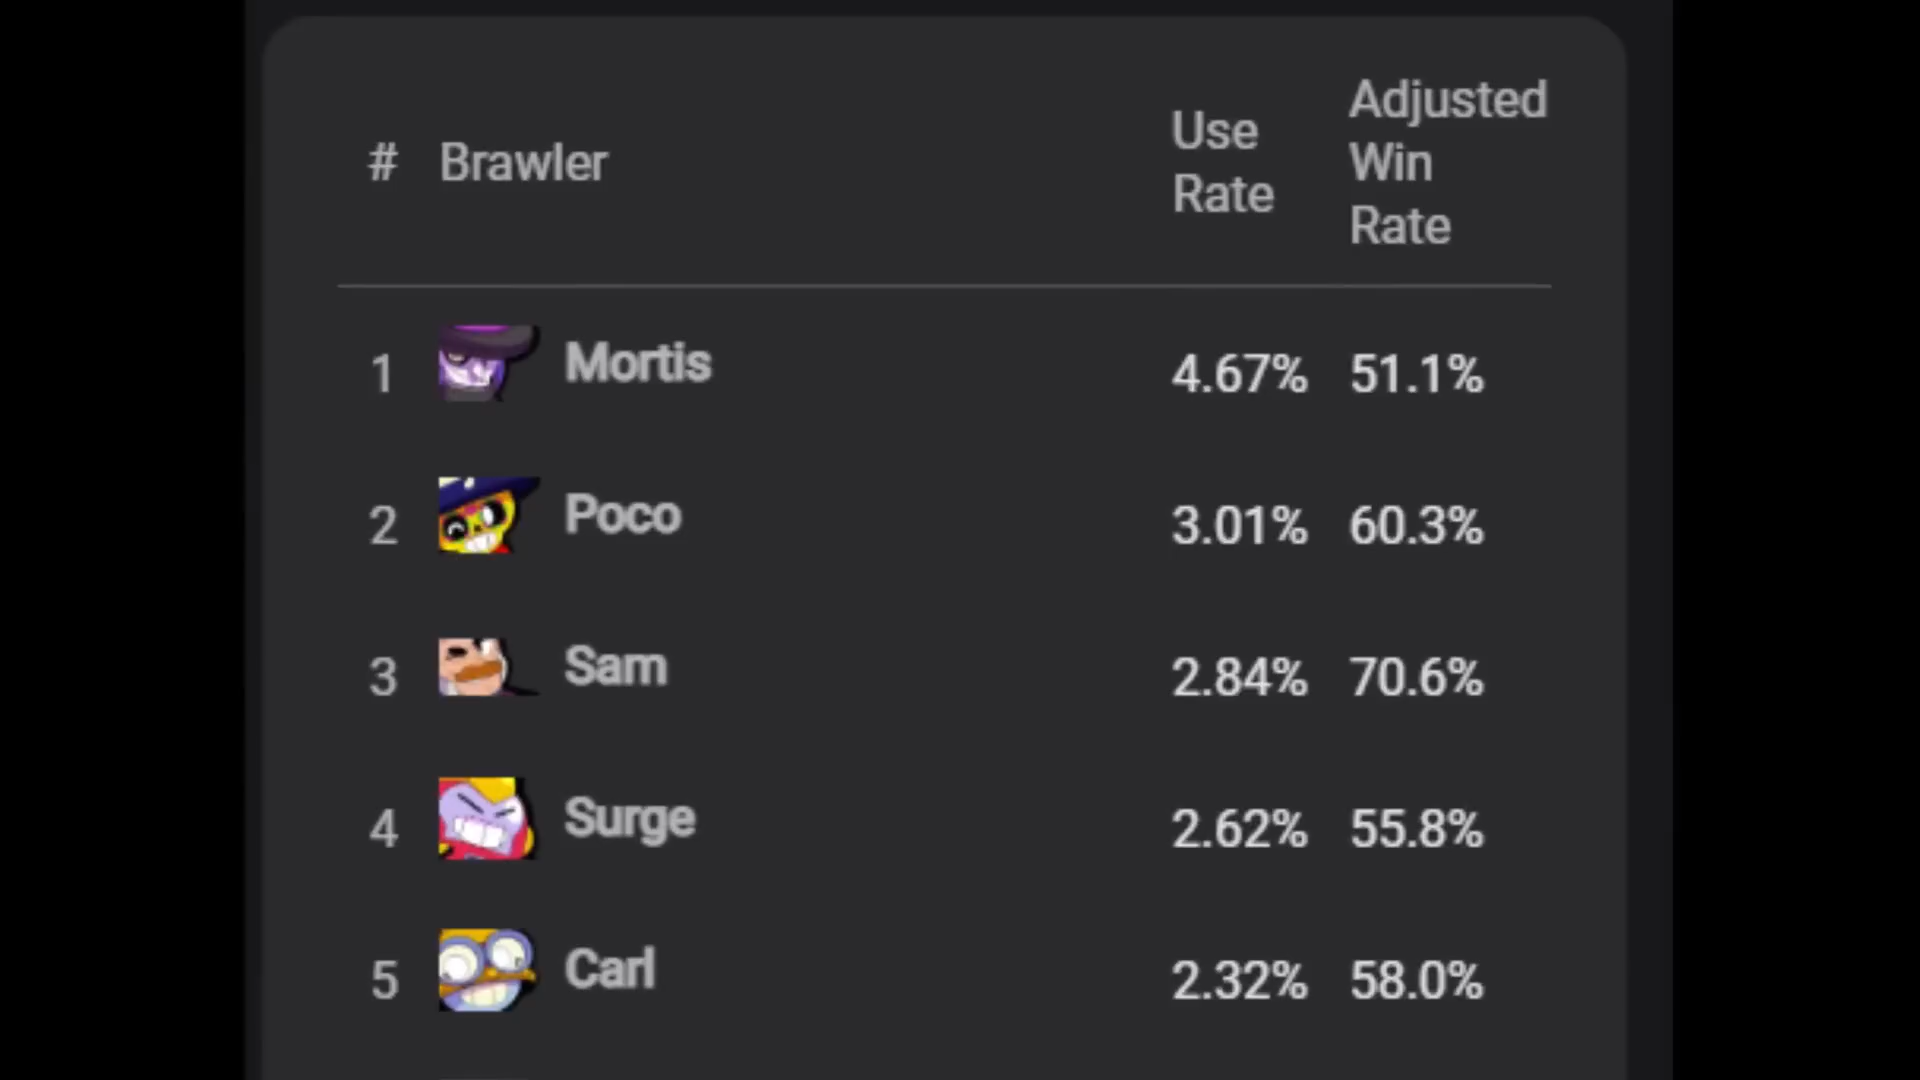 # Brawler Use Rate Adjusted Win Rate
1 Mortis 4.67% 51.1%
2 Poco 3.01% 60.3%
3 Sam 2.84% 70.6%
4 Surge 2.62% 55.8%
5 Carl 2.32% 58.0%